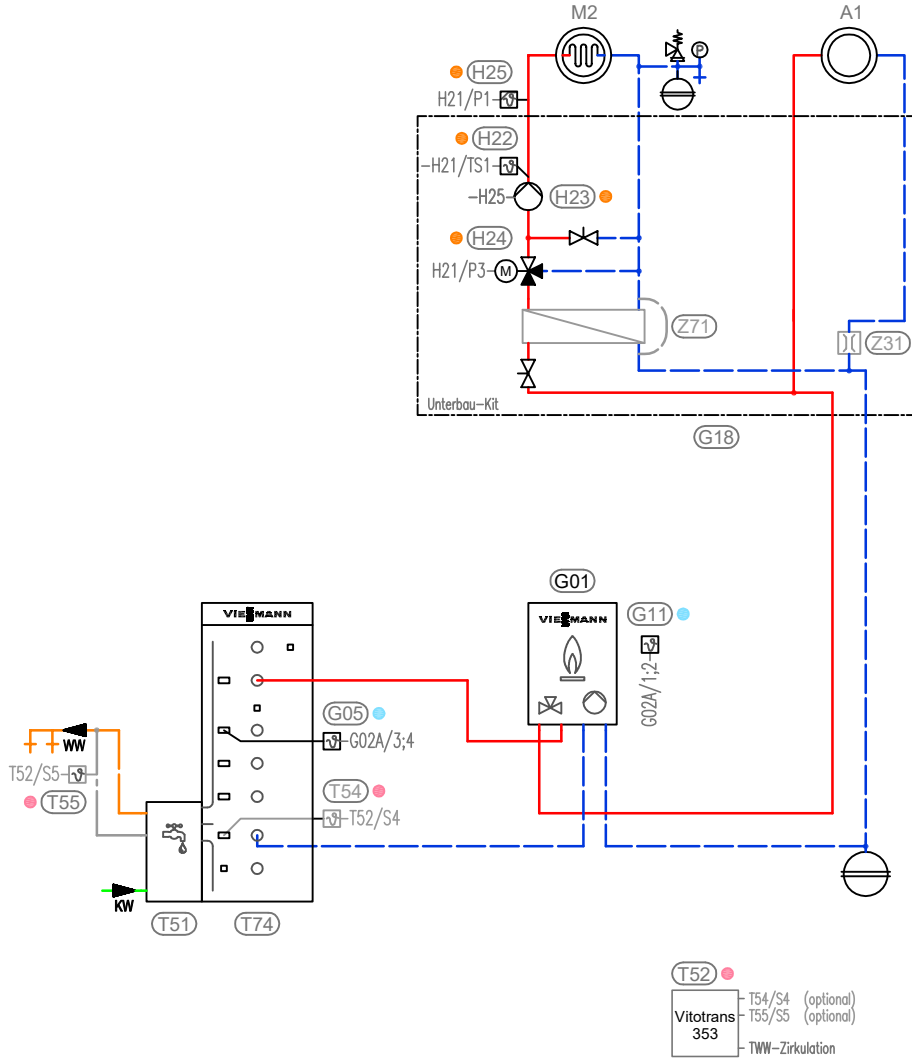 M2
A1
P
H25
H21/P1
H22
-H21/TS1
-H25
H23
H24
H21/P3
M
Z71
Z31
Unterbau-Kit
G18
G01
VIESMANN
VIESMANN
G11
G02A/1;2
G05
G02A/3;4
WW
T52/S5
T55
T54
T52/S4
KW
T51
T74
T52
Vitotrans
353
T54/S4 (optional)
T55/S5 (optional)
TWW-Zirkulation